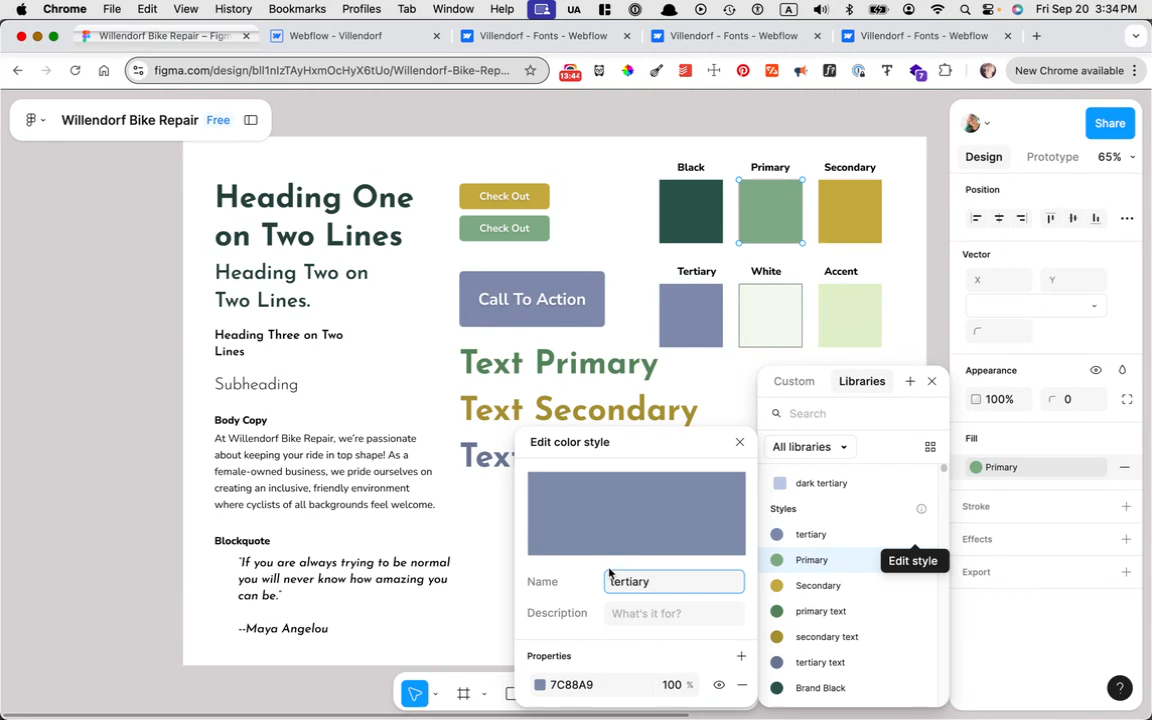 Chrome File Edit View History Bookmarks Profiles Tab Window Help UA A Fri Sep 20 3:34 PM
Willendorf Bike Repair – Figm
Webflow - Villendorf
Villendorf - Fonts - Webflow
Villendorf - Fonts - Webflow
Villendorf - Fonts - Webflow
figma.com/design/bII1nIzTAyHxmOcHyX6tUo/Willendorf-Bike-Rep...
13:44
7
New Chrome available
Willendorf Bike Repair Free
Share
Design Prototype 65%
Heading One
on Two Lines
Heading Two on
Two Lines.
Heading Three on Two
Lines
Subheading
Body Copy
At Willendorf Bike Repair, we're passionate
about keeping your ride in top shape! As a
female-owned business, we pride ourselves on
creating an inclusive, friendly environment
where cyclists of all backgrounds feel welcome.
Blockquote
"If you are always trying to be normal
you will never know how amazing you
can be."
--Maya Angelou
Check Out
Check Out
Call To Action
Text Primary
Text Secondary
Tex
Black Primary Secondary
Tertiary White Accent
Edit color style
Name tertiary
Description What's it for?
Properties
7C88A9 100 %
Custom Libraries
Search
All libraries
dark tertiary
Styles
tertiary
Primary
Secondary
primary text
secondary text
tertiary text
Brand Black
Edit style
Position
Vector
X Y
Appearance
100% 0
Fill
Primary
Stroke
Effects
Export
?